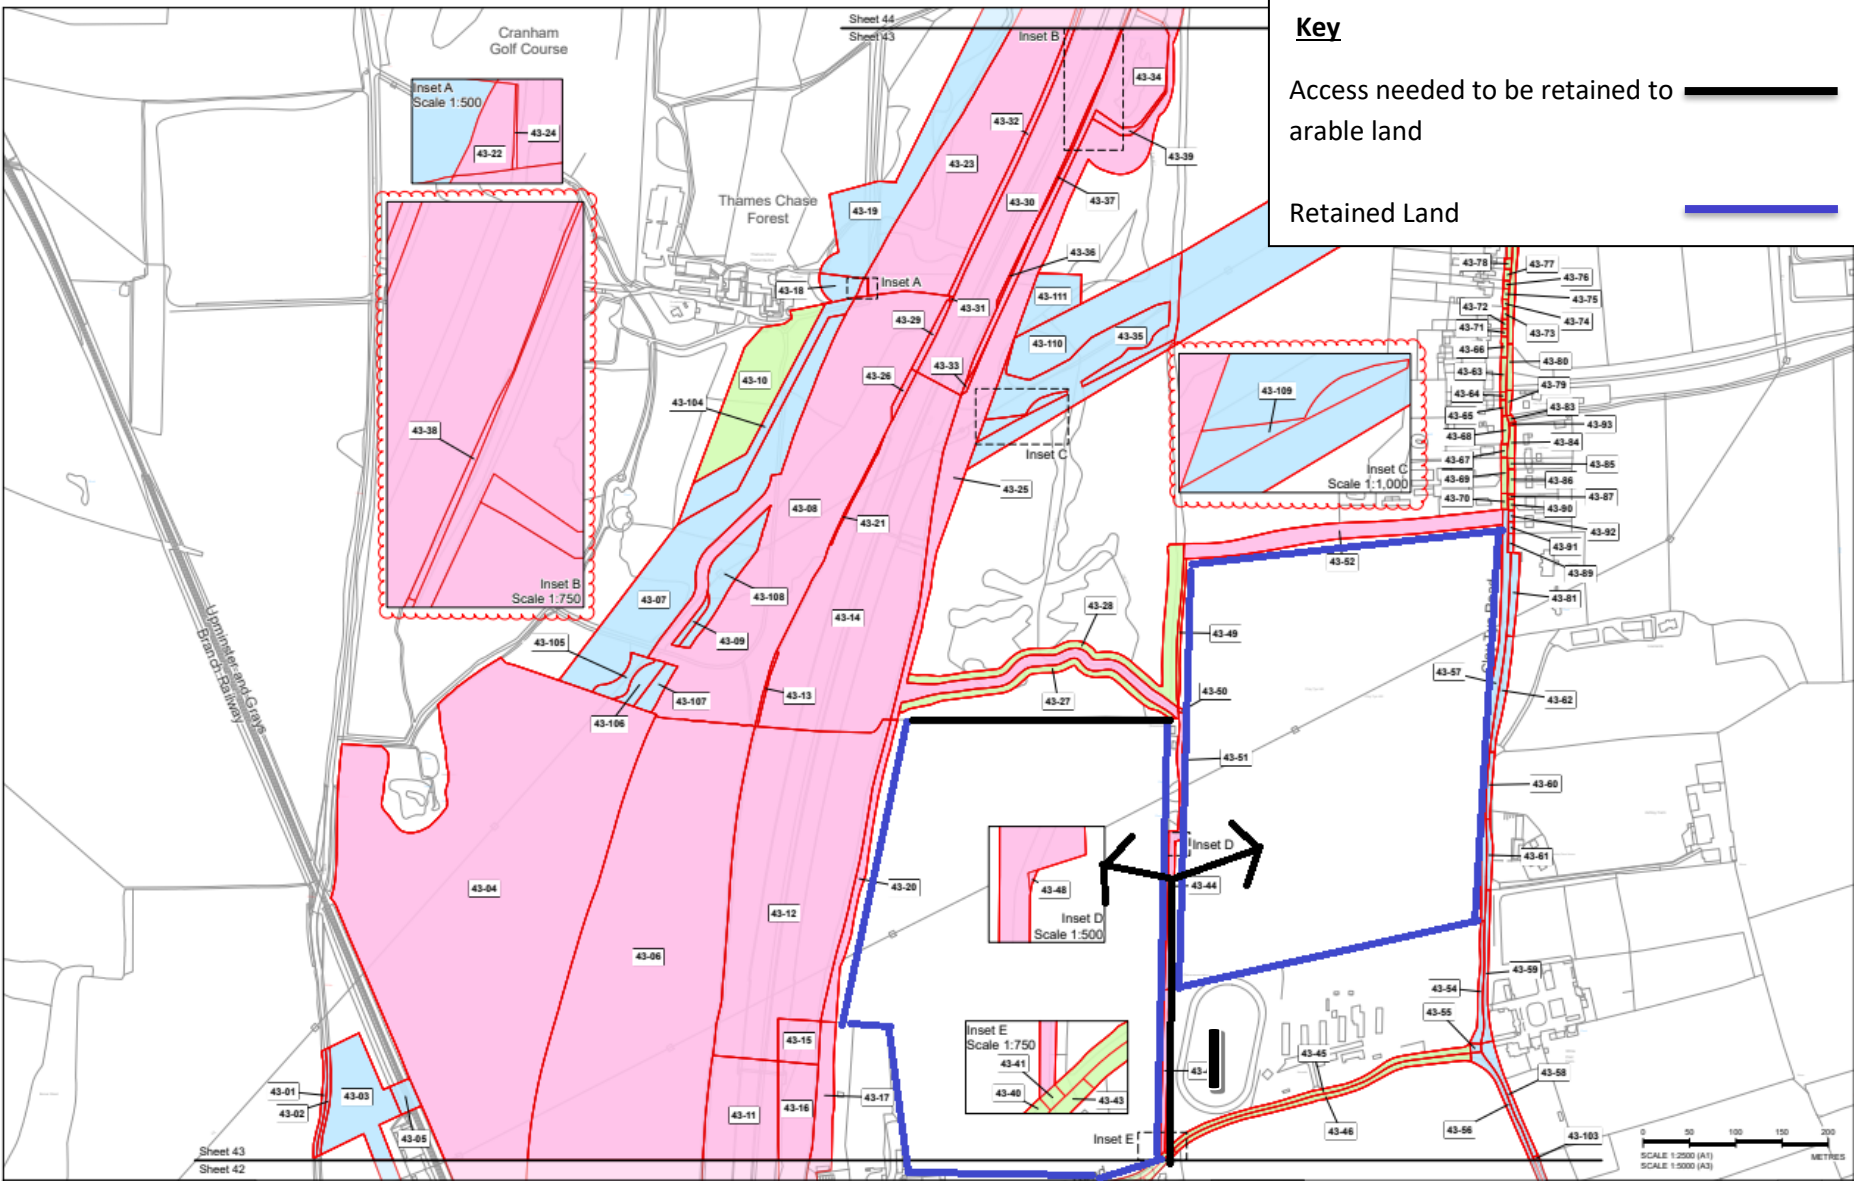 Key
Access needed to be retained to
arable land
Retained Land
Sheet 44
Sheet 43
Cranham
Golf Course
Inset B
43-34
Inset A
Scale 1:500
43-24
43-22
43-32
43-39
43-23
Thames Chase
Forest
43-19
43-30
43-37
43-36
43-18
Inset A
43-111
43-31
43-29
43-35
43-110
43-33
43-10
43-26
43-104
43-38
Inset C
43-109
Inset C
Scale 1:1,000
43-25
43-08
43-21
Inset B
Scale 1:750
43-78
43-77
43-76
43-75
43-72
43-74
43-71
43-73
43-66
43-80
43-63
43-79
43-64
43-83
43-65
43-93
43-68
43-84
43-67
43-85
43-69
43-86
43-70
43-87
43-90
43-92
43-91
43-89
43-81
43-52
43-07
43-108
43-14
43-28
43-09
43-49
43-105
43-57
43-13
43-107
43-27
43-50
43-62
43-106
Upminster and Grays
Branch Railway
43-51
43-60
43-04
43-20
43-12
Inset D
43-61
43-44
43-48
Inset D
Scale 1:500
43-06
43-59
43-54
43-55
Inset E
Scale 1:750
43-41
43-40
43-43
43-15
43-45
43-58
43-01
43-02
43-03
43-16
43-17
43-11
43-05
43-46
43-56
Inset E
43-103
Sheet 43
Sheet 42
0 50 100 150 200
METRES
SCALE 1:2500 (A1)
SCALE 1:5000 (A3)